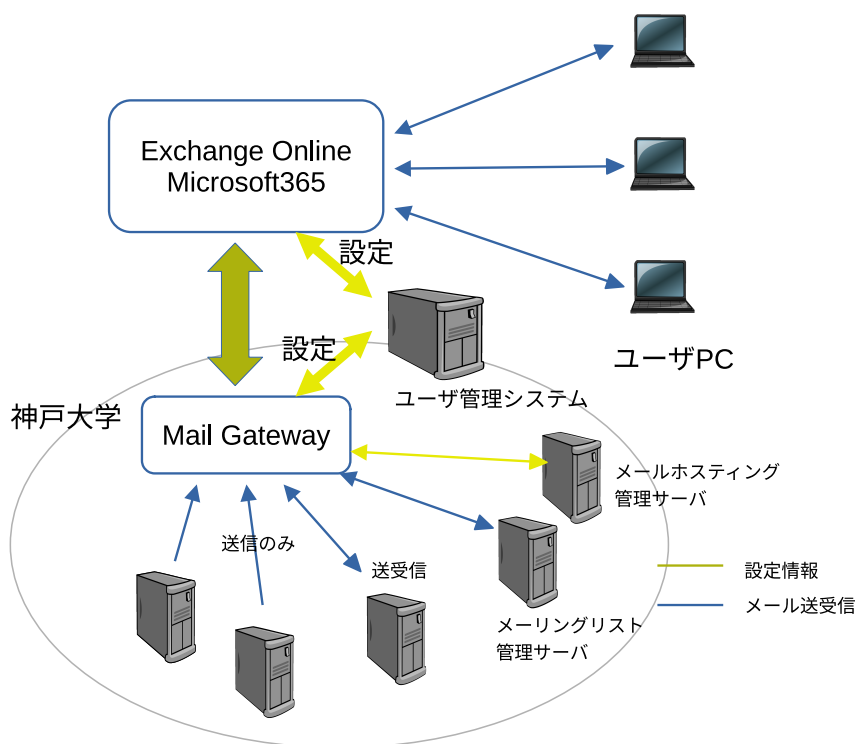 Exchange Online
Microsoft365
設定
設定
ユーザPC
ユーザ管理システム
神戸大学
Mail Gateway
メールホスティング
管理サーバ
送信のみ
送受信
設定情報
メール送受信
メーリングリスト
管理サーバ